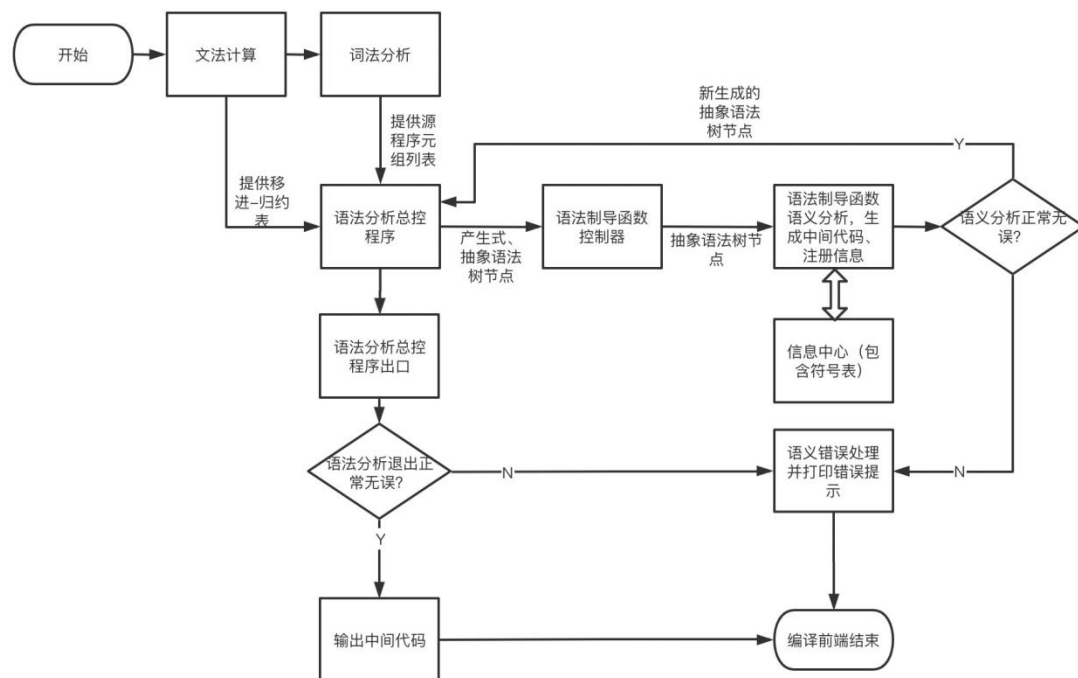 开始
文法计算
词法分析
提供源
程序元
组列表
新生成的
抽象语法
树节点
Y
提供移
进-归约
表
语法分析总控
程序
产生式、
抽象语法
树节点
语法制导函数
控制器
抽象语法树节
点
语法制导函数
语义分析，生
成中间代码、
注册信息
语义分析正常无
误？
语法分析总控
程序出口
信息中心（包
含符号表）
语法分析退出正
常无误？
N
语义错误处理
并打印错误提
示
N
Y
输出中间代码
编译前端结束